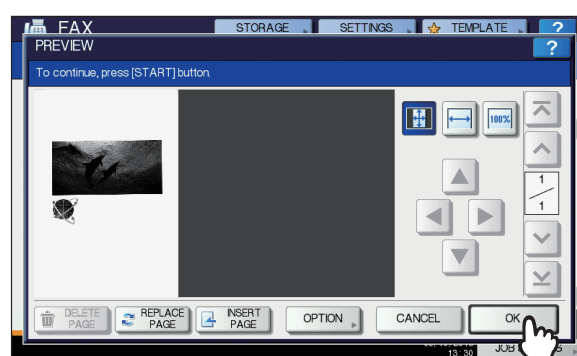 FAX
STORAGE
SETTINGS
TEMPLATE
?
PREVIEW
?
To continue, press [START] button.
100%
1
1
DELETE PAGE
REPLACE PAGE
INSERT PAGE
OPTION
CANCEL
OK
13:30
JOB